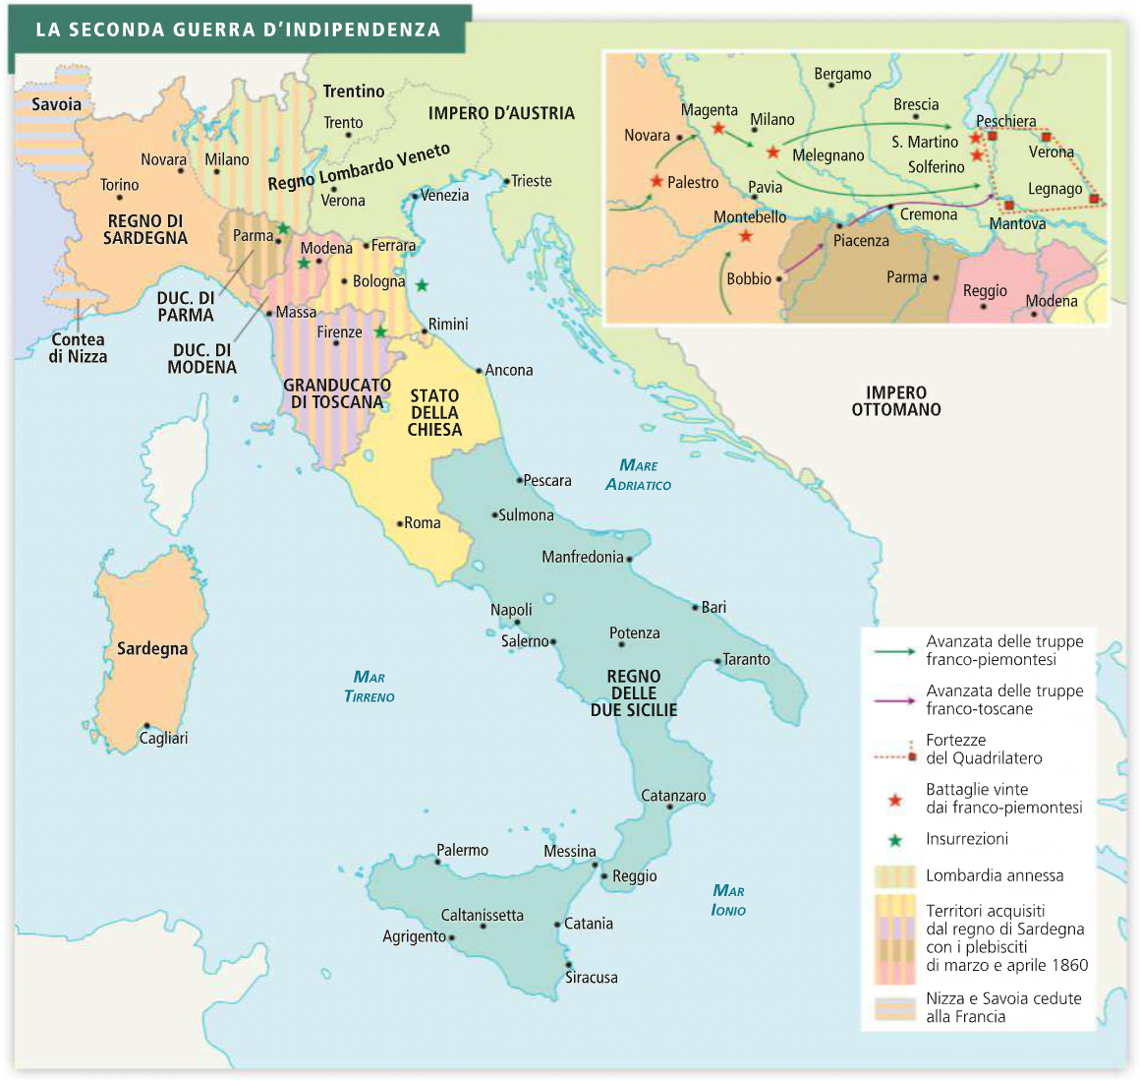 LA SECONDA GUERRA D'INDIPENDENZA
Savoia
Trentino
Trento
IMPERO D'AUSTRIA
Novara
Milano
Regno Lombardo Veneto
Torino
Verona
Venezia
Trieste
REGNO DI
SARDEGNA
Parma
Modena
Ferrara
Bologna
DUC. DI
PARMA
Massa
Firenze
Rimini
Contea
di Nizza
DUC. DI
MODENA
Ancona
GRANDUCATO
DI TOSCANA
STATO
DELLA
CHIESA
IMPERO
OTTOMANO
MARE
ADRIATICO
Pescara
Sulmona
Roma
Manfredonia
Napoli
Bari
Salerno
Potenza
Taranto
Sardegna
MAR
TIRRENO
REGNO
DELLE
DUE SICILIE
Cagliari
Catanzaro
Palermo
Messina
Reggio
MAR
IONIO
Caltanissetta
Catania
Agrigento
Siracusa
Bergamo
Magenta
Brescia
Milano
Peschiera
Novara
S. Martino
Melegnano
Verona
Solferino
Palestro
Pavia
Legnago
Montebello
Cremona
Mantova
Piacenza
Bobbio
Parma
Reggio
Modena
Avanzata delle truppe
franco-piemontesi
Avanzata delle truppe
franco-toscane
Fortezze
del Quadrilatero
Battaglie vinte
dai franco-piemontesi
Insurrezioni
Lombardia annessa
Territori acquisiti
dal regno di Sardegna
con i plebisciti
di marzo e aprile 1860
Nizza e Savoia cedute
alla Francia